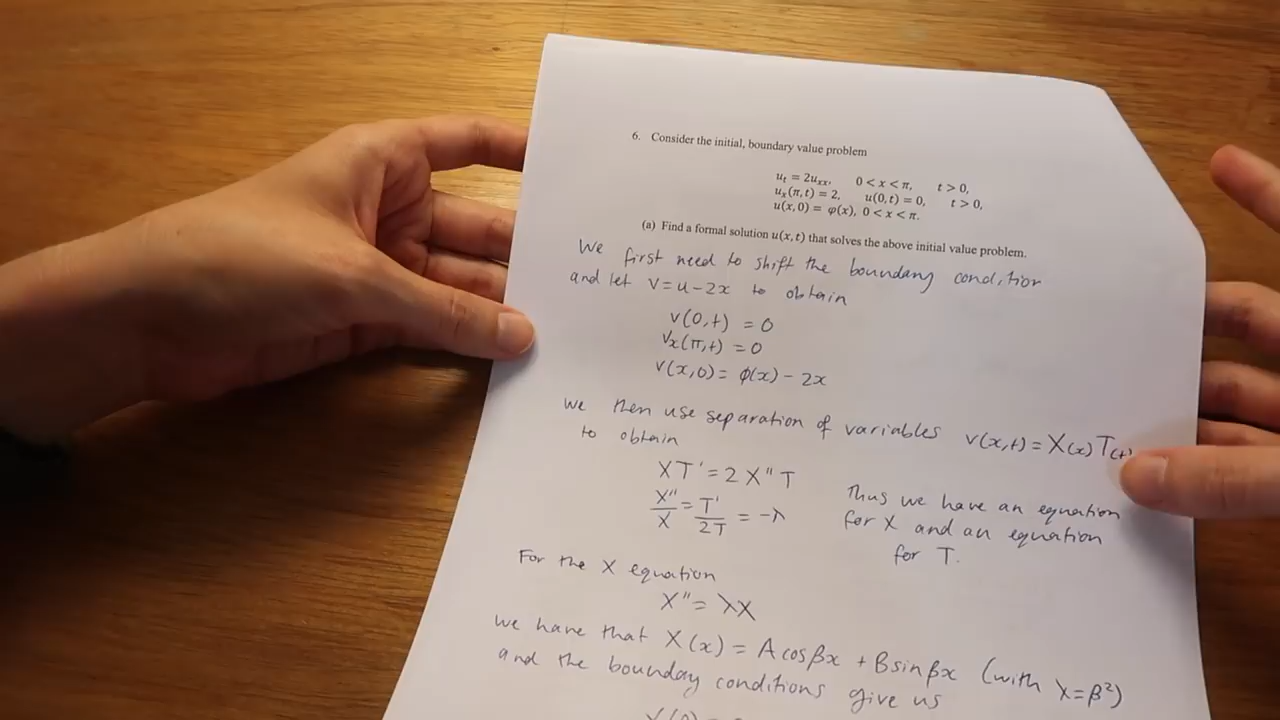 6. Consider the initial, boundary value problem
u_t = 2u_xx, 0 < x < π, t > 0,
u_x(π, t) = 2, u(0, t) = 0, t > 0,
u(x, 0) = φ(x), 0 < x < π.
(a) Find a formal solution u(x, t) that solves the above initial value problem.
We first need to shift the boundary condition
and let v = u - 2x to obtain
v(0,t) = 0
v_x(π,t) = 0
v(x,0) = ϕ(x) - 2x
We then use separation of variables v(x,t) = X(x) T(t)
to obtain
XT' = 2X''T
X''/X = T'/2T = -λ
Thus we have an equation
for X and an equation
for T.
For the X equation
X'' = λX
we have that X(x) = A cos βx + B sin βx (with λ = β²)
and the boundary conditions give us